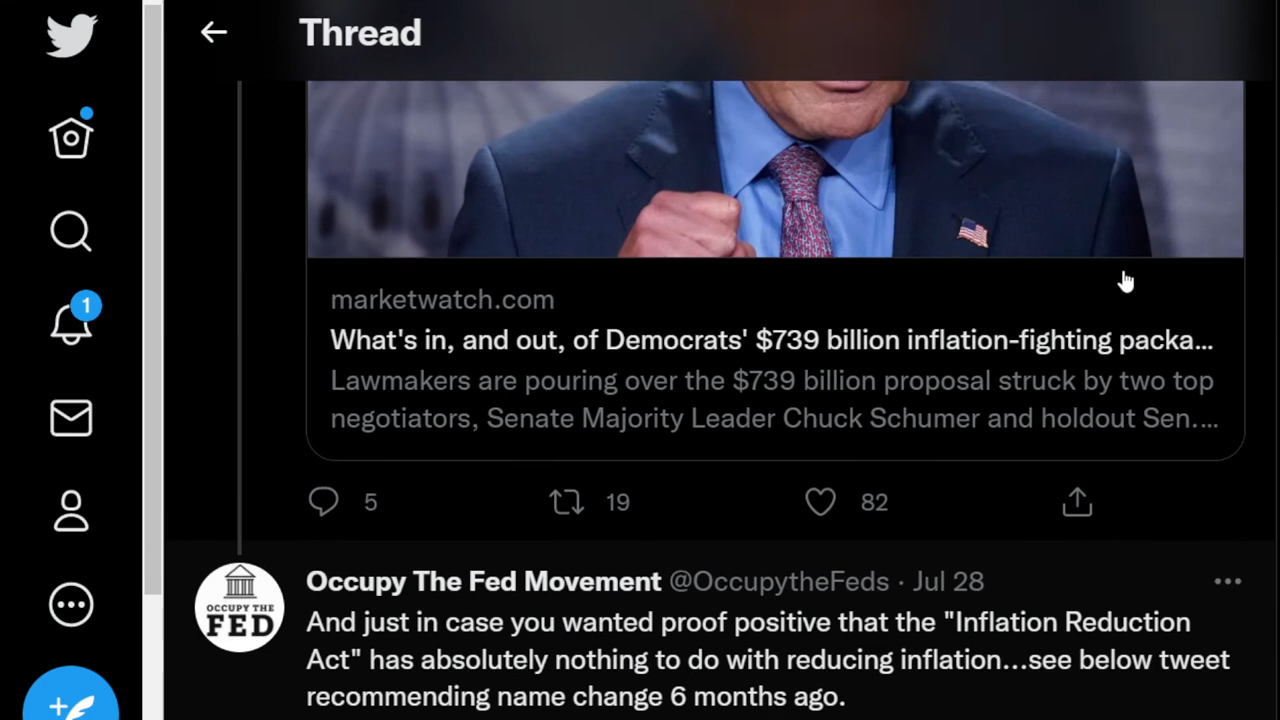 Thread
marketwatch.com
What's in, and out, of Democrats' $739 billion inflation-fighting packa...
Lawmakers are pouring over the $739 billion proposal struck by two top
negotiators, Senate Majority Leader Chuck Schumer and holdout Sen....
5 19 82
1
Occupy The Fed Movement @OccupytheFeds · Jul 28
OCCUPY THE
FED
And just in case you wanted proof positive that the "Inflation Reduction
Act" has absolutely nothing to do with reducing inflation...see below tweet
recommending name change 6 months ago.